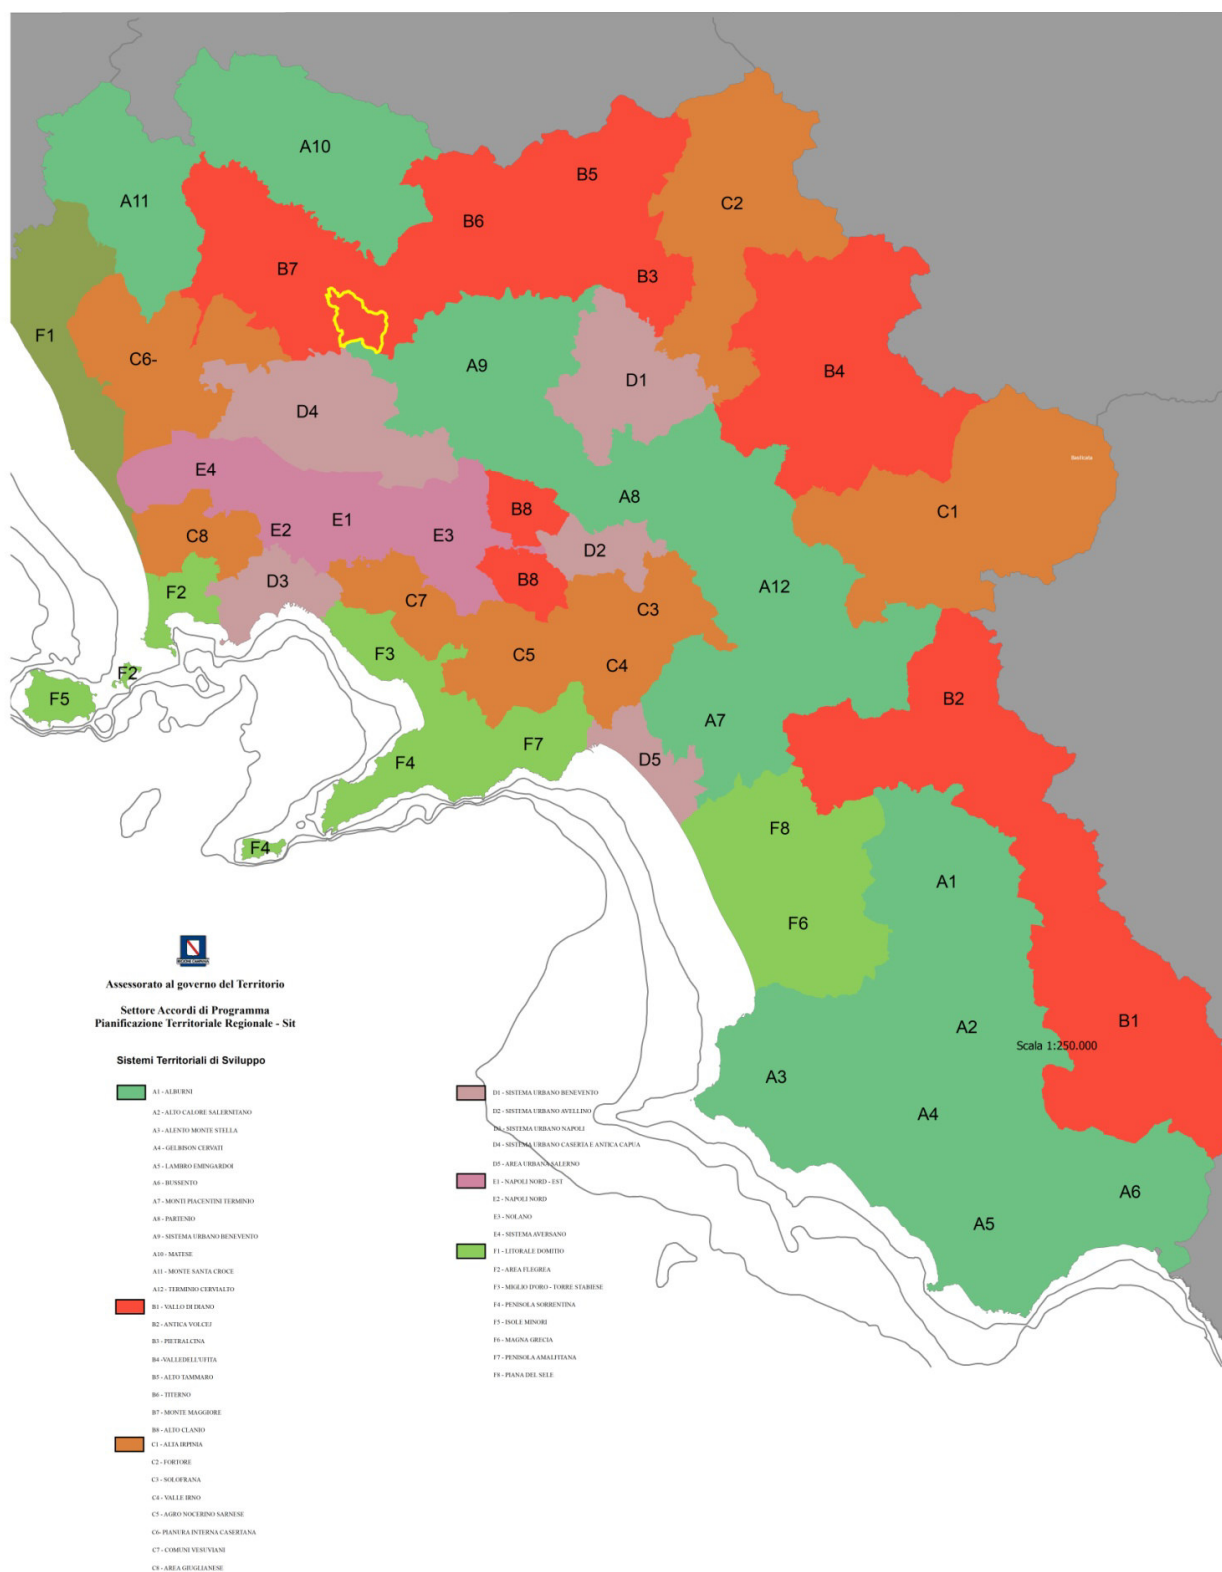 A10
B5
A11
C2
B6
B7
B3
F1
C6-
A9
B4
D1
D4
E4
A8
B8
C1
E1
E2
C8
E3
D2
D3
B8
F2
A12
C7
C3
F3
C5
C4
F2
F5
B2
A7
F7
D5
F4
F8
F4
A1
F6
A2
B1
Scala 1:250.000
A3
A4
A6
A5
Basilicata
REGIONE CAMPANIA
Assessorato al governo del Territorio
Settore Accordi di Programma
Pianificazione Territoriale Regionale - Sit
Sistemi Territoriali di Sviluppo
A1 - ALBURNI
A2 - ALTO CALORE SALERNITANO
A3 - ALENTO MONTE STELLA
A4 - GELBISON CERVATI
A5 - LAMBRO EMINGARDOI
A6 - BUSSENTO
A7 - MONTI PIACENTINI TERMINIO
A8 - PARTENIO
A9 - SISTEMA URBANO BENEVENTO
A10 - MATESE
A11 - MONTE SANTA CROCE
A12 - TERMINIO CERVIALTO
B1 - VALLO DI DIANO
B2 - ANTICA VOLCEJ
B3 - PIETRALCINA
B4 -VALLEDELL'UFITA
B5 - ALTO TAMMARO
B6 - TITERNO
B7 - MONTE MAGGIORE
B8 - ALTO CLANIO
C1 - ALTA IRPINIA
C2 - FORTORE
C3 - SOLOFRANA
C4 - VALLE IRNO
C5 - AGRO NOCERINO SARNESE
C6- PIANURA INTERNA CASERTANA
C7 - COMUNI VESUVIANI
C8 - AREA GIUGLIANESE
D1 - SISTEMA URBANO BENEVENTO
D2 - SISTEMA URBANO AVELLINO
D3 - SISTEMA URBANO NAPOLI
D4 - SISTEMA URBANO CASERTA E ANTICA CAPUA
D5 - AREA URBANA SALERNO
E1 - NAPOLI NORD - EST
E2 - NAPOLI NORD
E3 - NOLANO
E4 - SISTEMA AVERSANO
F1 - LITORALE DOMITIO
F2 - AREA FLEGREA
F3 - MIGLIO D'ORO - TORRE STABIESE
F4 - PENISOLA SORRENTINA
F5 - ISOLE MINORI
F6 - MAGNA GRECIA
F7 - PENISOLA AMALFITANA
F8 - PIANA DEL SELE